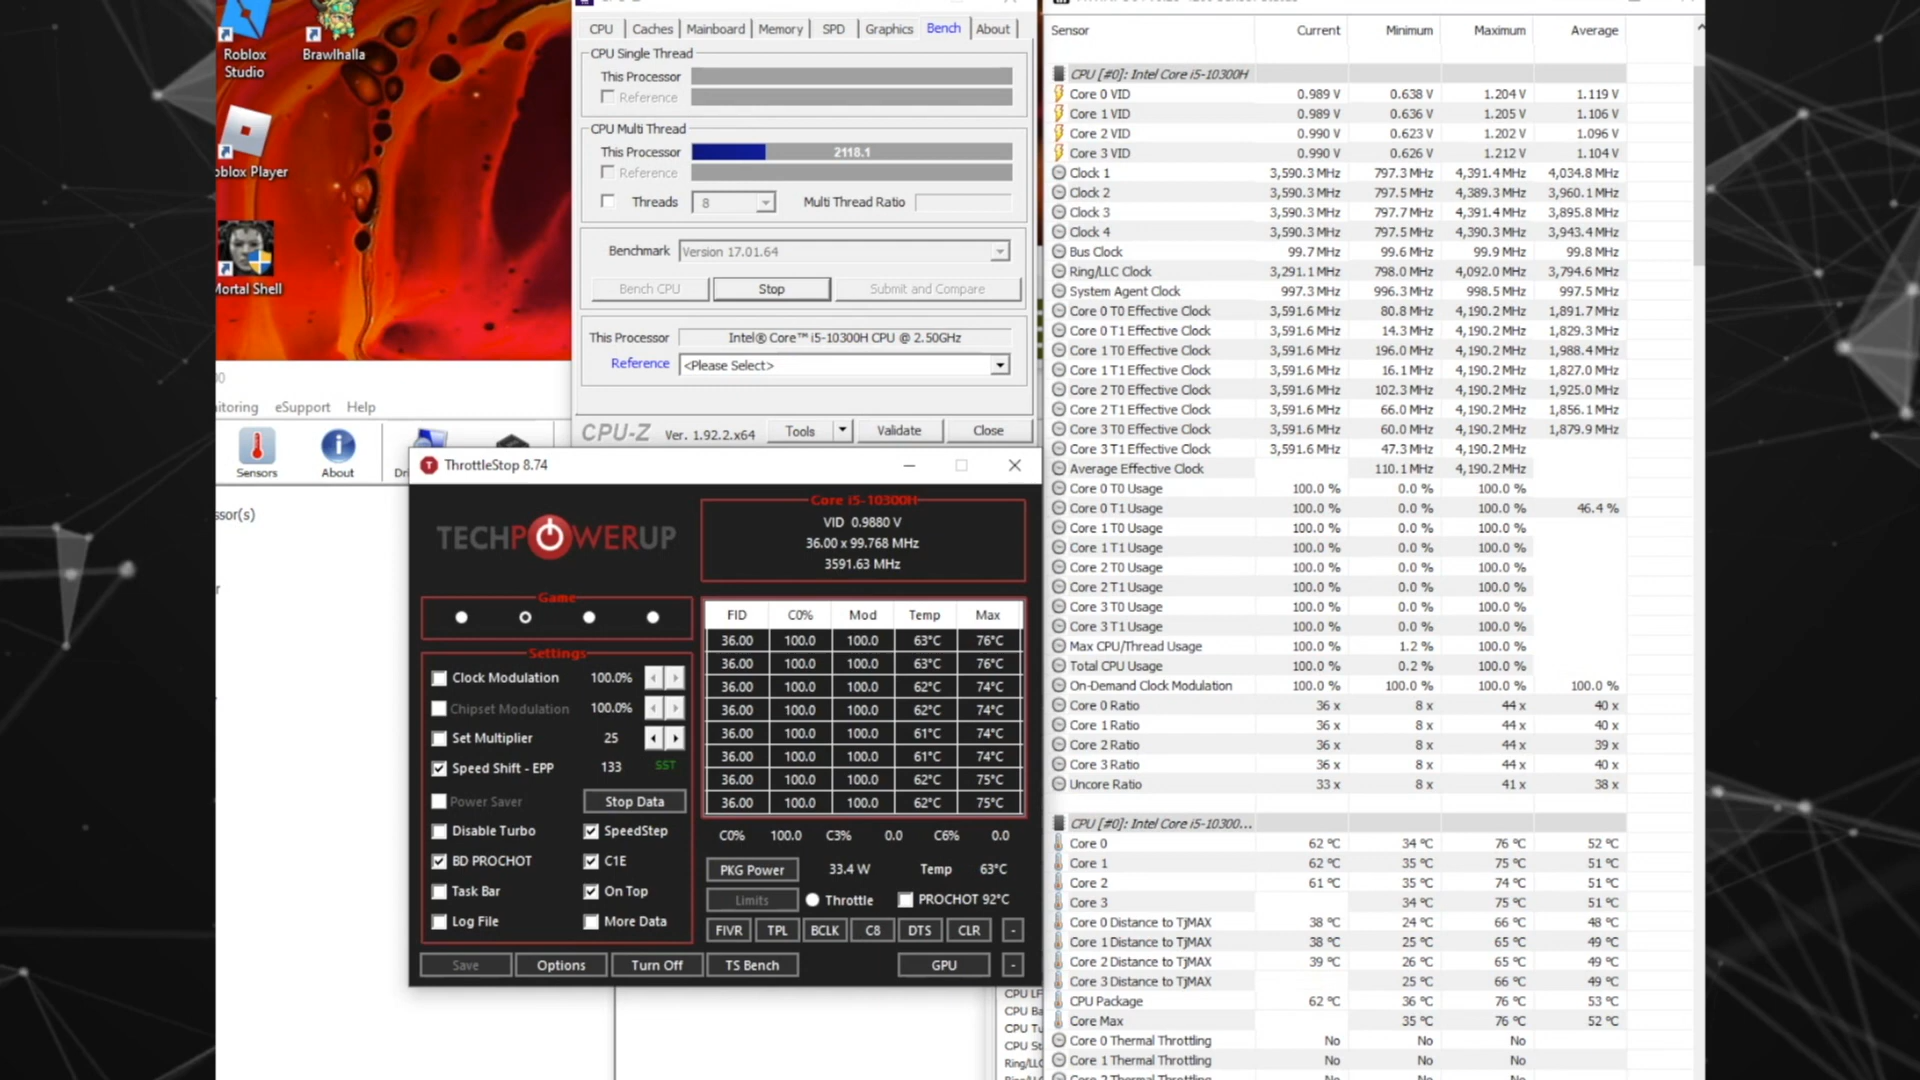 Roblox
Studio
Brawlhalla
oblox Player
Mortal Shell
itoring eSupport Help
Sensors
About
ssor(s)
CPU Caches Mainboard Memory SPD Graphics Bench About
CPU Single Thread
This Processor
Reference
CPU Multi Thread
This Processor 2118.1
Reference
Threads 8 Multi Thread Ratio
Benchmark Version 17.01.64
Bench CPU Stop Submit and Compare
This Processor Intel® Core™ i5-10300H CPU @ 2.50GHz
Reference <Please Select>
CPU-Z Ver. 1.92.2.x64 Tools Validate Close
ThrottleStop 8.74
TECHPOWERUP
Core i5-10300H
VID 0.9880 V
36.00 x 99.768 MHz
3591.63 MHz
Game
Settings
Clock Modulation 100.0%
Chipset Modulation 100.0%
Set Multiplier 25
Speed Shift - EPP 133 SST
Power Saver Stop Data
Disable Turbo SpeedStep
BD PROCHOT C1E
Task Bar On Top
Log File More Data
FID C0% Mod Temp Max
36.00 100.0 100.0 63°C 76°C
36.00 100.0 100.0 63°C 76°C
36.00 100.0 100.0 62°C 74°C
36.00 100.0 100.0 62°C 74°C
36.00 100.0 100.0 61°C 74°C
36.00 100.0 100.0 61°C 74°C
36.00 100.0 100.0 62°C 75°C
36.00 100.0 100.0 62°C 75°C
C0% 100.0 C3% 0.0 C6% 0.0
PKG Power 33.4 W Temp 63°C
Limits Throttle PROCHOT 92°C
FIVR TPL BCLK C8 DTS CLR -
Save Options Turn Off TS Bench GPU -
Sensor Current Minimum Maximum Average
CPU [#0]: Intel Core i5-10300H
Core 0 VID 0.989 V 0.638 V 1.204 V 1.119 V
Core 1 VID 0.989 V 0.636 V 1.205 V 1.106 V
Core 2 VID 0.990 V 0.623 V 1.202 V 1.096 V
Core 3 VID 0.990 V 0.626 V 1.212 V 1.104 V
Clock 1 3,590.3 MHz 797.3 MHz 4,391.4 MHz 4,034.8 MHz
Clock 2 3,590.3 MHz 797.5 MHz 4,389.3 MHz 3,960.1 MHz
Clock 3 3,590.3 MHz 797.7 MHz 4,391.4 MHz 3,895.8 MHz
Clock 4 3,590.3 MHz 797.5 MHz 4,390.3 MHz 3,943.4 MHz
Bus Clock 99.7 MHz 99.6 MHz 99.9 MHz 99.8 MHz
Ring/LLC Clock 3,291.1 MHz 798.0 MHz 4,092.0 MHz 3,794.6 MHz
System Agent Clock 997.3 MHz 996.3 MHz 998.5 MHz 997.5 MHz
Core 0 T0 Effective Clock 3,591.6 MHz 80.8 MHz 4,190.2 MHz 1,891.7 MHz
Core 0 T1 Effective Clock 3,591.6 MHz 14.3 MHz 4,190.2 MHz 1,829.3 MHz
Core 1 T0 Effective Clock 3,591.6 MHz 196.0 MHz 4,190.2 MHz 1,988.4 MHz
Core 1 T1 Effective Clock 3,591.6 MHz 16.1 MHz 4,190.2 MHz 1,827.0 MHz
Core 2 T0 Effective Clock 3,591.6 MHz 102.3 MHz 4,190.2 MHz 1,925.0 MHz
Core 2 T1 Effective Clock 3,591.6 MHz 66.0 MHz 4,190.2 MHz 1,856.1 MHz
Core 3 T0 Effective Clock 3,591.6 MHz 60.0 MHz 4,190.2 MHz 1,879.9 MHz
Core 3 T1 Effective Clock 3,591.6 MHz 47.3 MHz 4,190.2 MHz
Average Effective Clock 110.1 MHz 4,190.2 MHz
Core 0 T0 Usage 100.0 % 0.0 % 100.0 %
Core 0 T1 Usage 100.0 % 0.0 % 100.0 % 46.4 %
Core 1 T0 Usage 100.0 % 0.0 % 100.0 %
Core 1 T1 Usage 100.0 % 0.0 % 100.0 %
Core 2 T0 Usage 100.0 % 0.0 % 100.0 %
Core 2 T1 Usage 100.0 % 0.0 % 100.0 %
Core 3 T0 Usage 100.0 % 0.0 % 100.0 %
Core 3 T1 Usage 100.0 % 0.0 % 100.0 %
Max CPU/Thread Usage 100.0 % 1.2 % 100.0 %
Total CPU Usage 100.0 % 0.2 % 100.0 %
On-Demand Clock Modulation 100.0 % 100.0 % 100.0 % 100.0 %
Core 0 Ratio 36 x 8 x 44 x 40 x
Core 1 Ratio 36 x 8 x 44 x 40 x
Core 2 Ratio 36 x 8 x 44 x 39 x
Core 3 Ratio 36 x 8 x 44 x 40 x
Uncore Ratio 33 x 8 x 41 x 38 x
CPU [#0]: Intel Core i5-10300...
Core 0 62 °C 34 °C 76 °C 52 °C
Core 1 62 °C 35 °C 75 °C 51 °C
Core 2 61 °C 35 °C 74 °C 51 °C
Core 3 34 °C 75 °C 51 °C
Core 0 Distance to TjMAX 38 °C 24 °C 66 °C 48 °C
Core 1 Distance to TjMAX 38 °C 25 °C 65 °C 49 °C
Core 2 Distance to TjMAX 39 °C 26 °C 65 °C 49 °C
Core 3 Distance to TjMAX 25 °C 66 °C 49 °C
CPU Package 62 °C 36 °C 76 °C 53 °C
Core Max 35 °C 76 °C 52 °C
Core 0 Thermal Throttling No No No
Core 1 Thermal Throttling No No No
CPU LF
CPU Ba
CPU Tu
CPU St
Ring/LLC